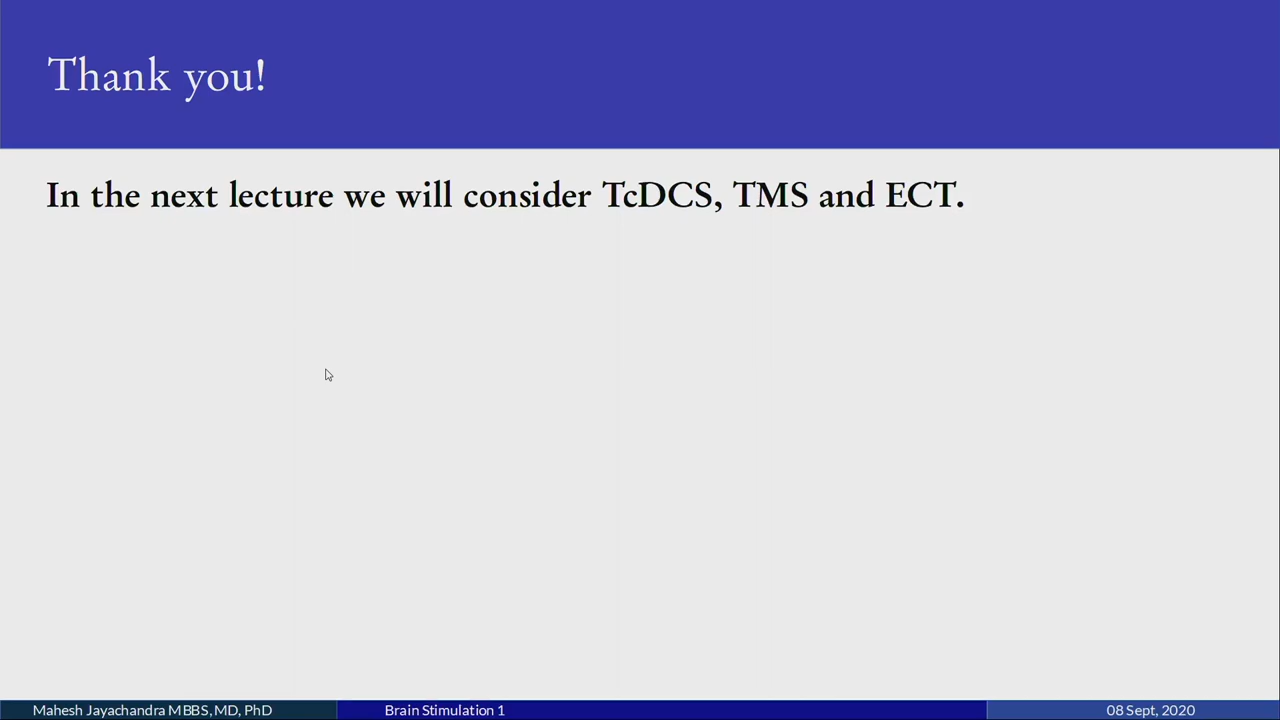 Thank you!
In the next lecture we will consider TcDCS, TMS and ECT.
Mahesh Jayachandra MBBS, MD, PhD
Brain Stimulation 1
08 Sept, 2020